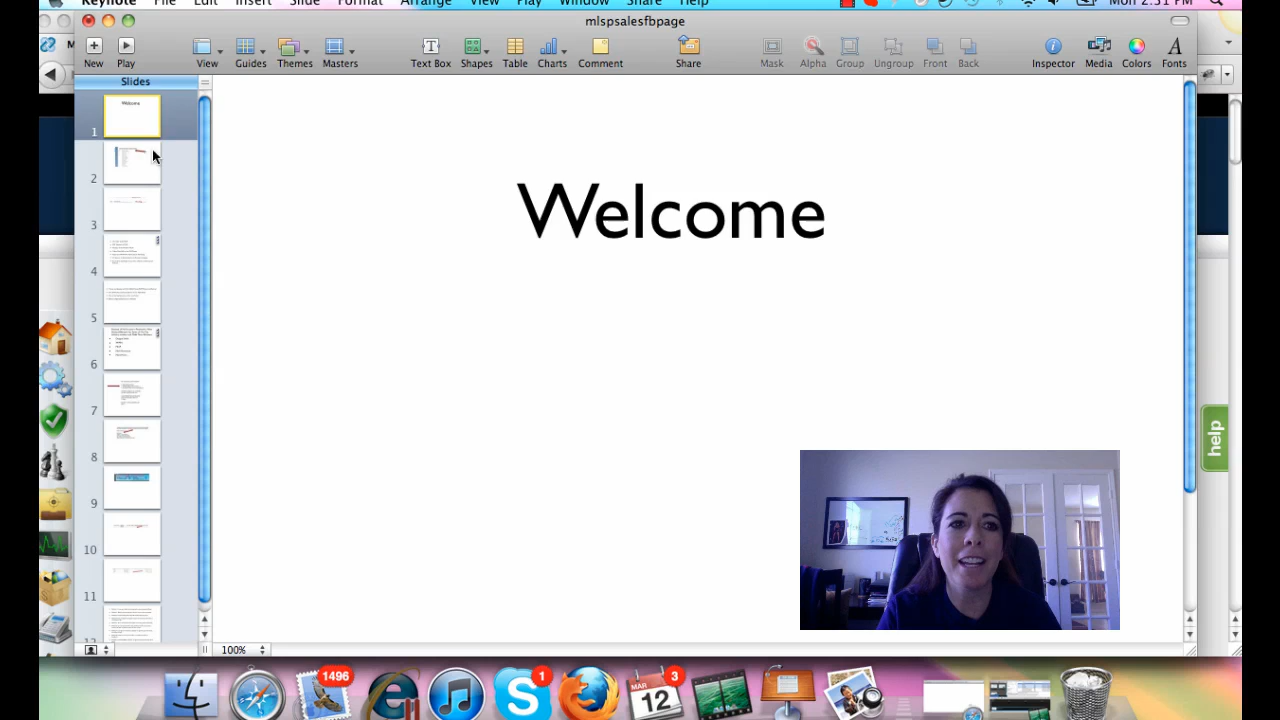 Keynote File Edit Insert Slide Format Arrange View Play Window Share Help Mon 2:31 PM
mlspsalesfbpage
New Play View Guides Themes Masters Text Box Shapes Table Charts Comment Share Mask Alpha Group Ungroup Front Back Inspector Media Colors Fonts
Slides
Welcome
1
2
3
4
5
6
7
8
9
10
11
Welcome
help
100%
1496
1
3
12